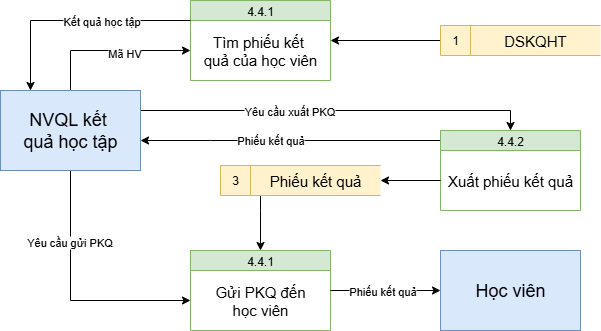 4.4.1
Kết quả học tập
Tìm phiếu kết
quả của học viên
1
DSKQHT
Mã HV
NVQL kết
quả học tập
Yêu cầu xuất PKQ
Phiếu kết quả
4.4.2
Xuất phiếu kết quả
3
Phiếu kết quả
Yêu cầu gửi PKQ
4.4.1
Gửi PKQ đến
học viên
Phiếu kết quả
Học viên